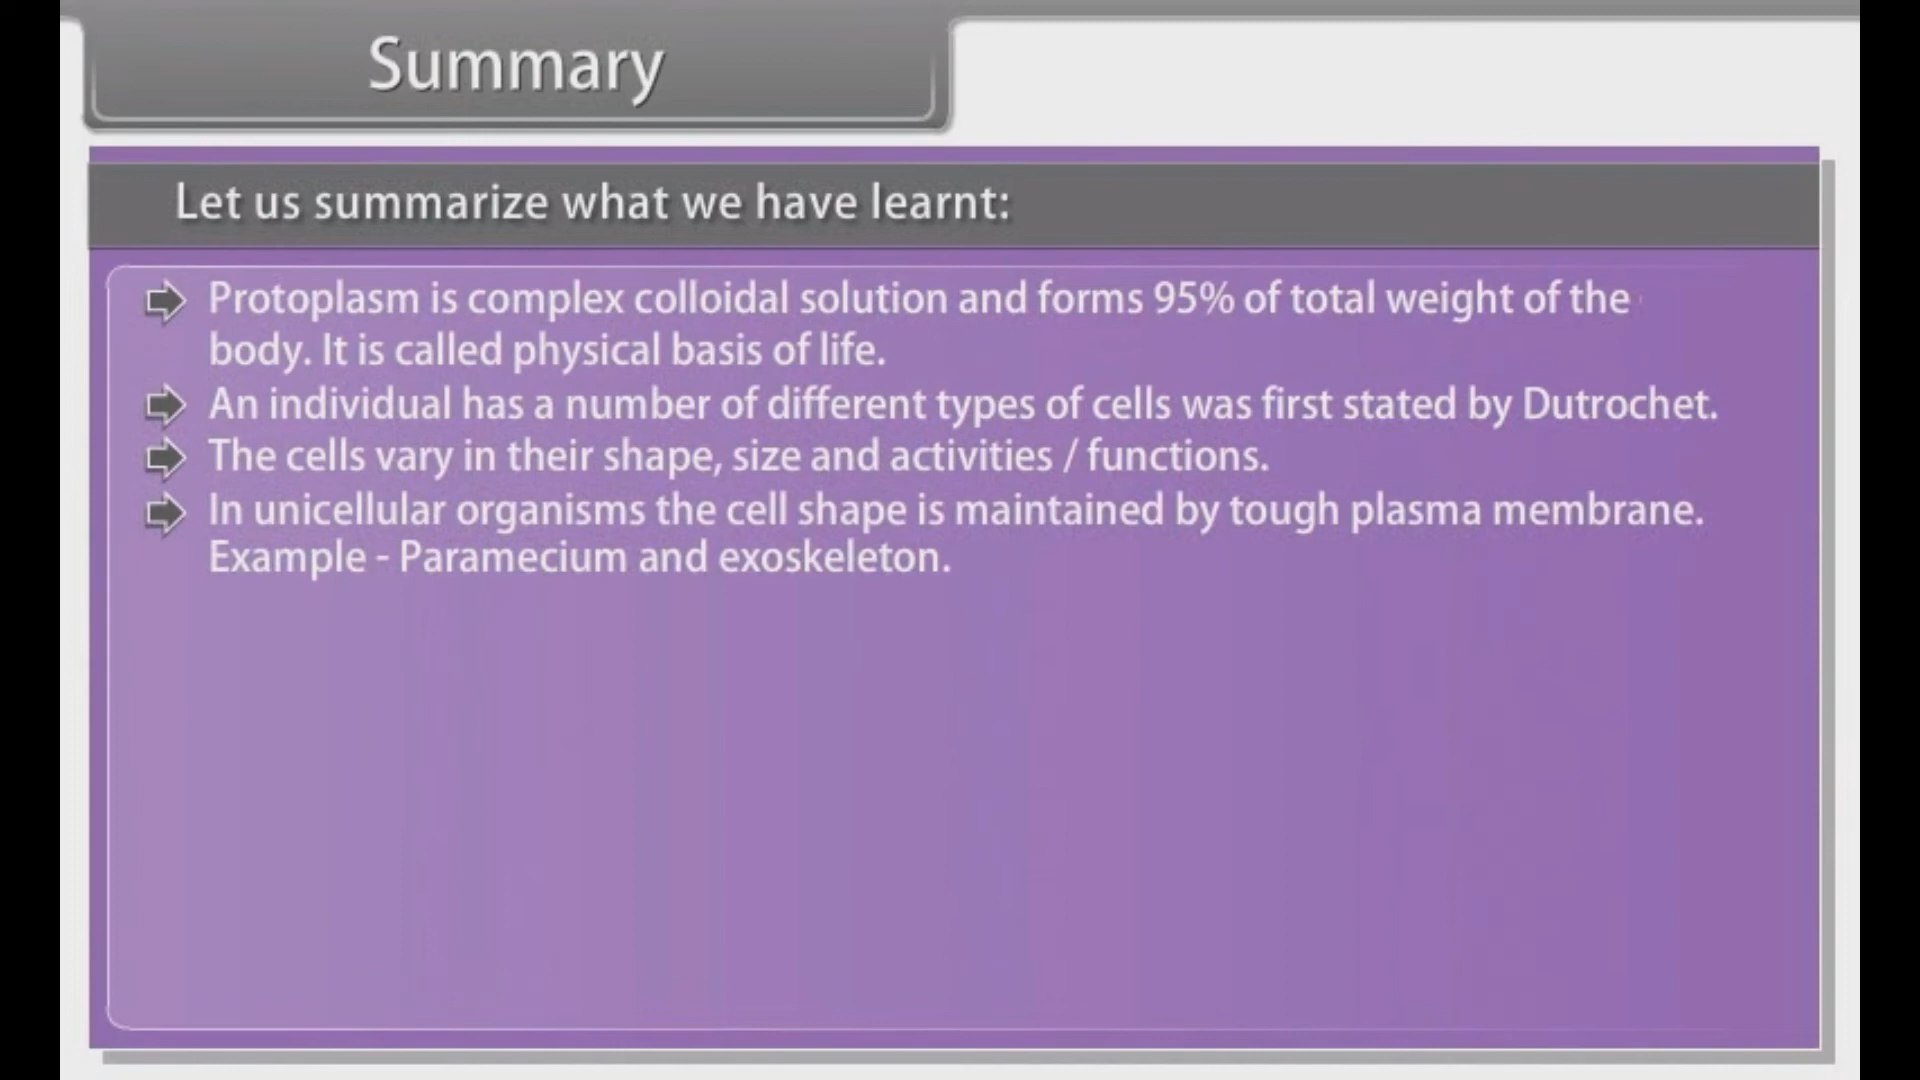 Summary
Let us summarize what we have learnt:
Protoplasm is complex colloidal solution and forms 95% of total weight of the
body. It is called physical basis of life.
An individual has a number of different types of cells was first stated by Dutrochet.
The cells vary in their shape, size and activities / functions.
In unicellular organisms the cell shape is maintained by tough plasma membrane.
Example - Paramecium and exoskeleton.